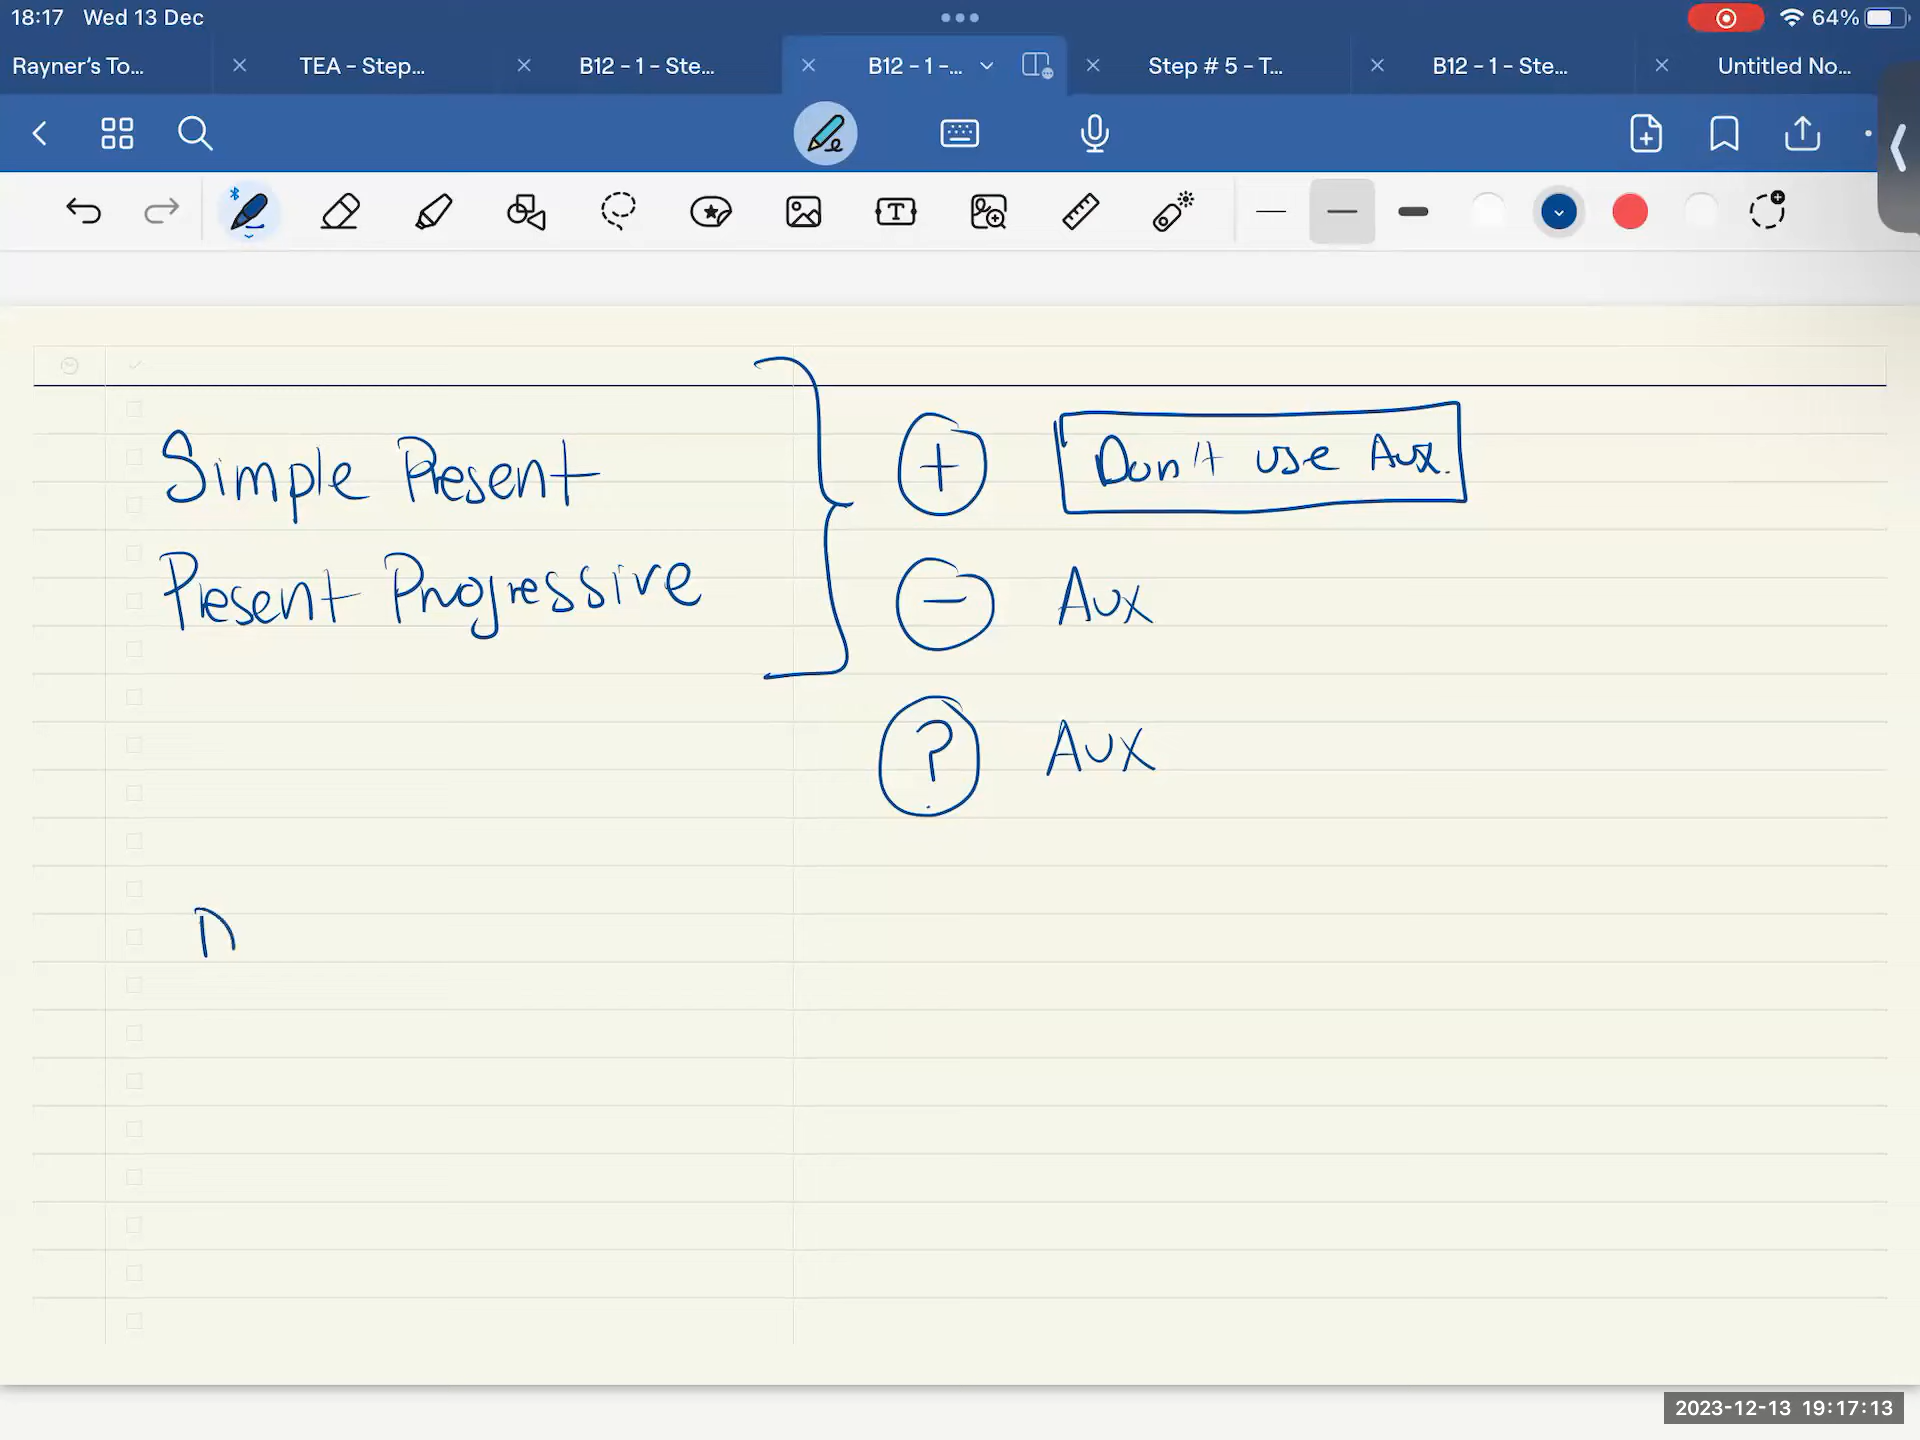 18:17 Wed 13 Dec 64%
Rayner's To... TEA - Step... B12 - 1 - Ste... B12 - 1 -... Step # 5 - T... B12 - 1 - Ste... Untitled No...
Simple Present
Present Progressive
+ Don't use Aux.
- Aux
? Aux
2023-12-13 19:17:13